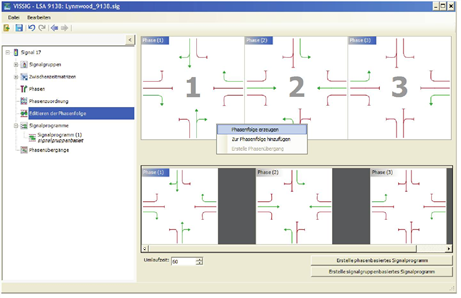 VISSIG - LSA 9138: Lynnwood_9138.sig
Datei Bearbeiten
Signal 17
Signalgruppen
Zwischenzeitmatrizen
Phasen
Phasenzuordnung
Editieren der Phasenfolge
Signalprogramme
Signalprogramm (1)
signalgruppenbasiert
Phasenübergänge
Phase (1) Phase (2) Phase (3)
1 2 3
Phasenfolge erzeugen
Zur Phasenfolge hinzufügen
Erstelle Phasenübergang
Phase (1) Phase (2) Phase (3)
Umlaufzeit: 60
Erstelle phasenbasiertes Signalprogramm
Erstelle signalgruppenbasiertes Signalprogramm